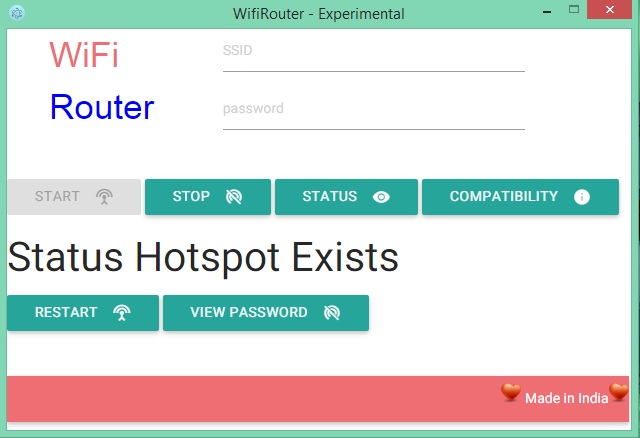 WifiRouter - Experimental
WiFi
SSID
Router
password
START STOP STATUS COMPATIBILITY
Status Hotspot Exists
RESTART VIEW PASSWORD
Made in India